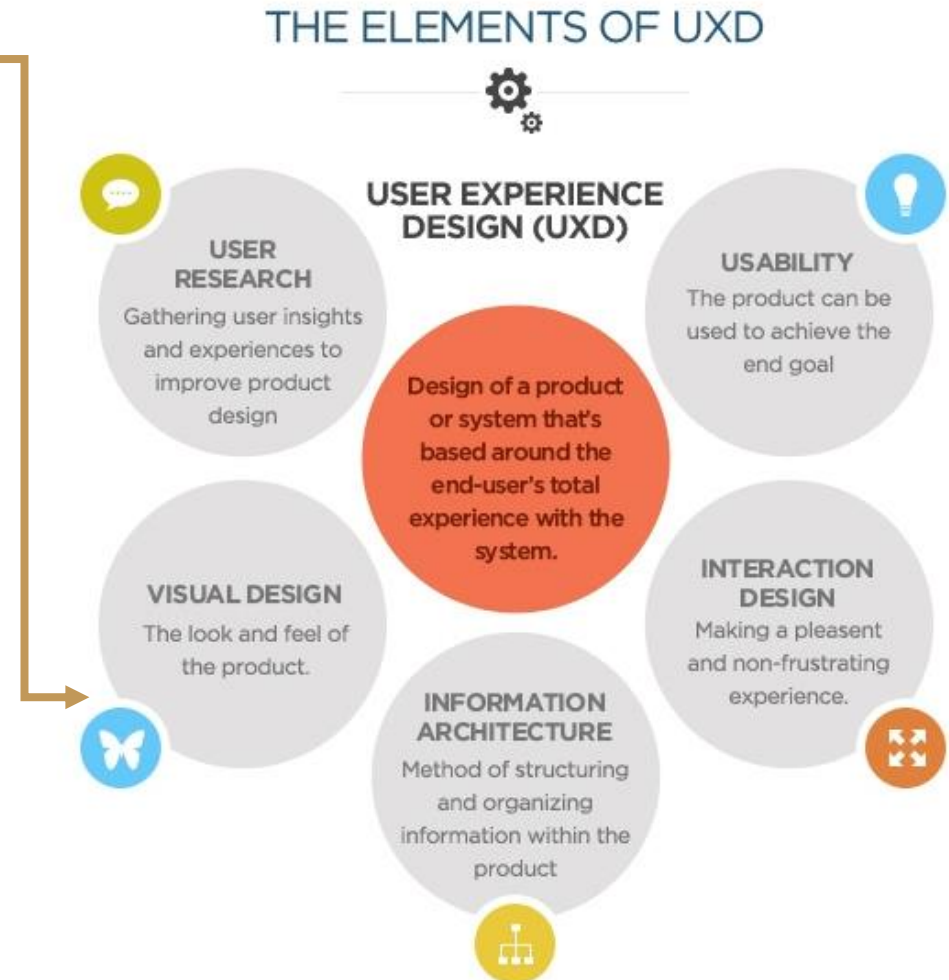 THE ELEMENTS OF UXD
USER EXPERIENCE
DESIGN (UXD)
USER
RESEARCH
Gathering user insights
and experiences to
improve product
design
USABILITY
The product can be
used to achieve the
end goal
Design of a product
or system that's
based around the
end-user's total
experience with the
system.
VISUAL DESIGN
The look and feel of
the product.
INTERACTION
DESIGN
Making a pleasent
and non-frustrating
experience.
INFORMATION
ARCHITECTURE
Method of structuring
and organizing
information within the
product